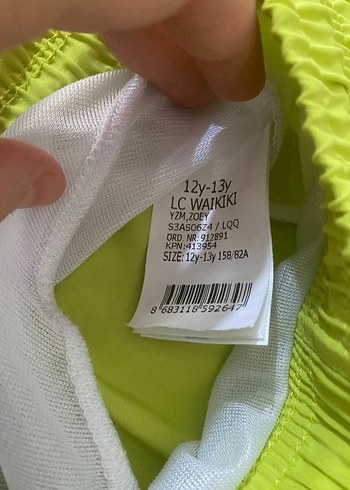 12y-13y
LC WAIKIKI
YZM,ZOEY
S3AS06Z4 / LQQ
ORD. NR: 912891
KPN:413954
SIZE: 12y-13y 158/82A
8 683118 592647